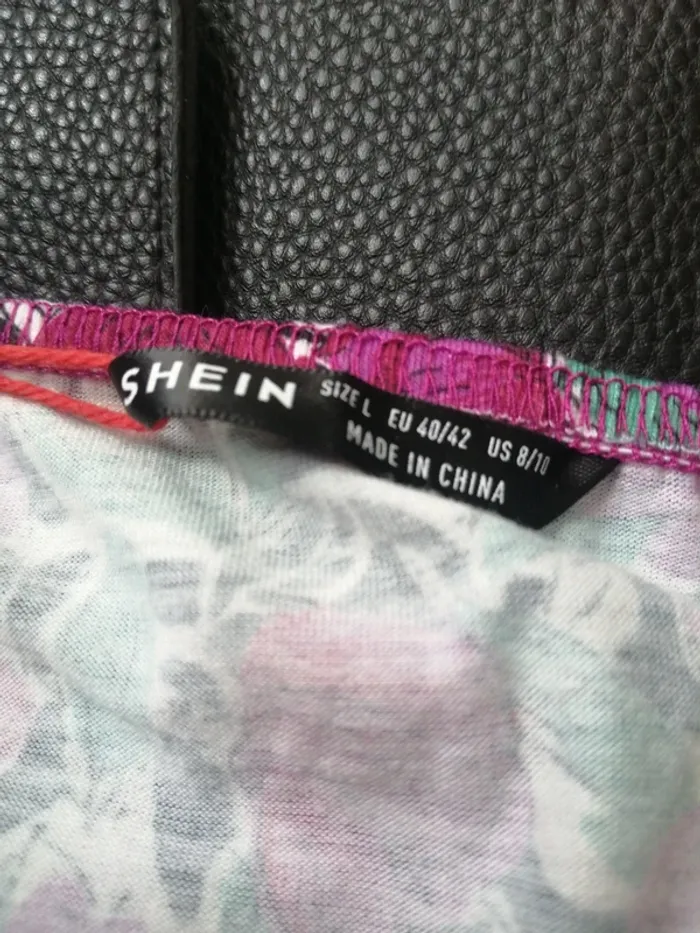 SHEIN
SIZE L EU 40/42 US 8/10
MADE IN CHINA